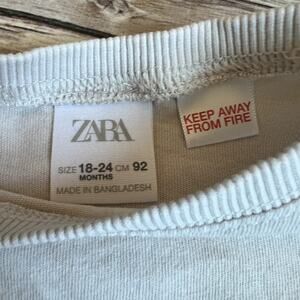 ZARA
SIZE 18-24 CM 92
MONTHS
MADE IN BANGLADESH
KEEP AWAY
FROM FIRE